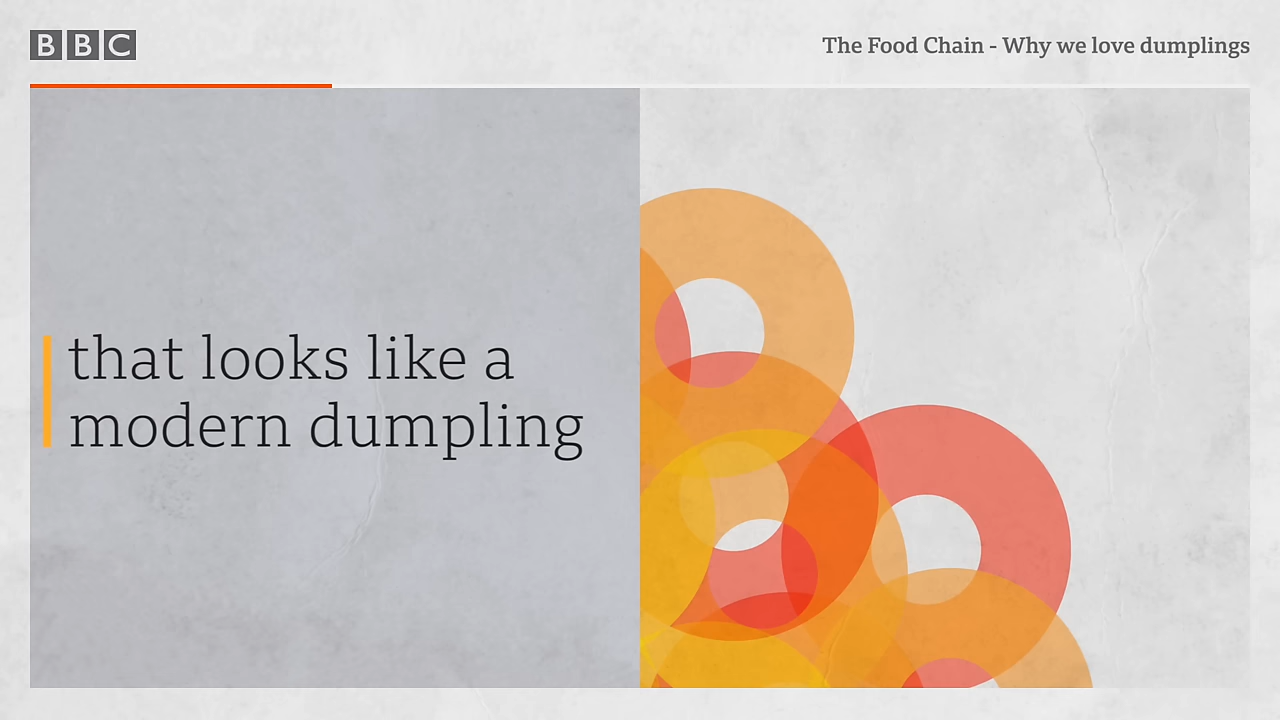 BBC
The Food Chain - Why we love dumplings
that looks like a
modern dumpling